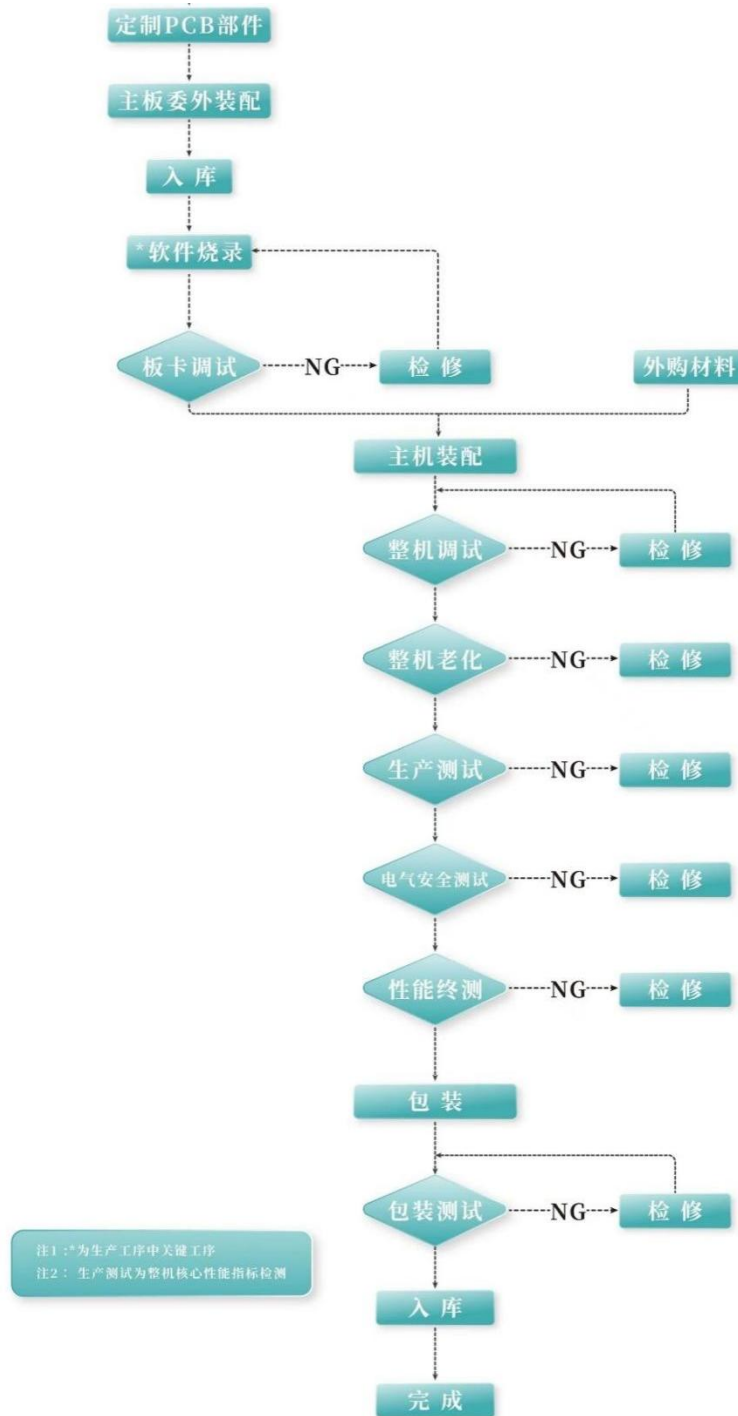 定制PCB部件
主板委外装配
入库
*软件烧录
板卡调试
NG
检修
外购材料
主机装配
整机调试
NG
检修
整机老化
NG
检修
生产测试
NG
检修
电气安全测试
NG
检修
性能终测
NG
检修
包装
包装测试
NG
检修
注1：*为生产工序中关键工序
注2： 生产测试为整机核心性能指标检测
入库
完成